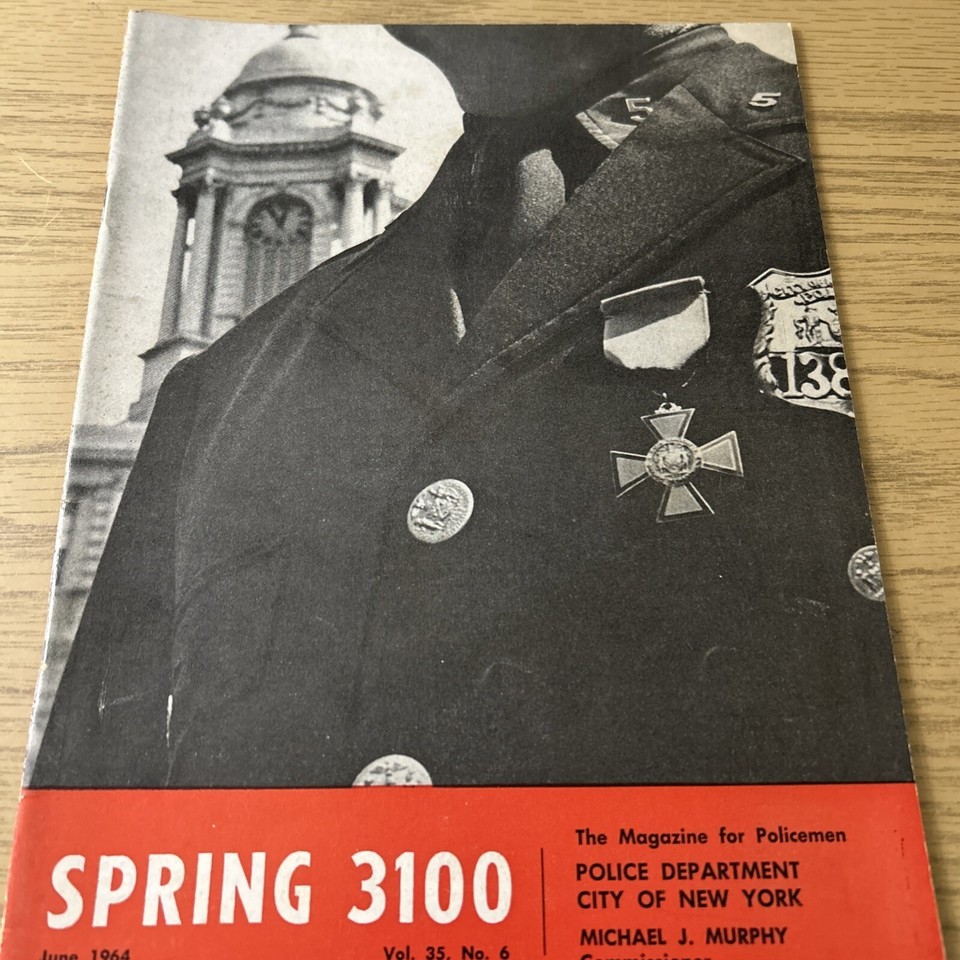 5 5
138
SPRING 3100
June 1964
Vol. 35, No. 6
The Magazine for Policemen
POLICE DEPARTMENT
CITY OF NEW YORK
MICHAEL J. MURPHY
Commissioner